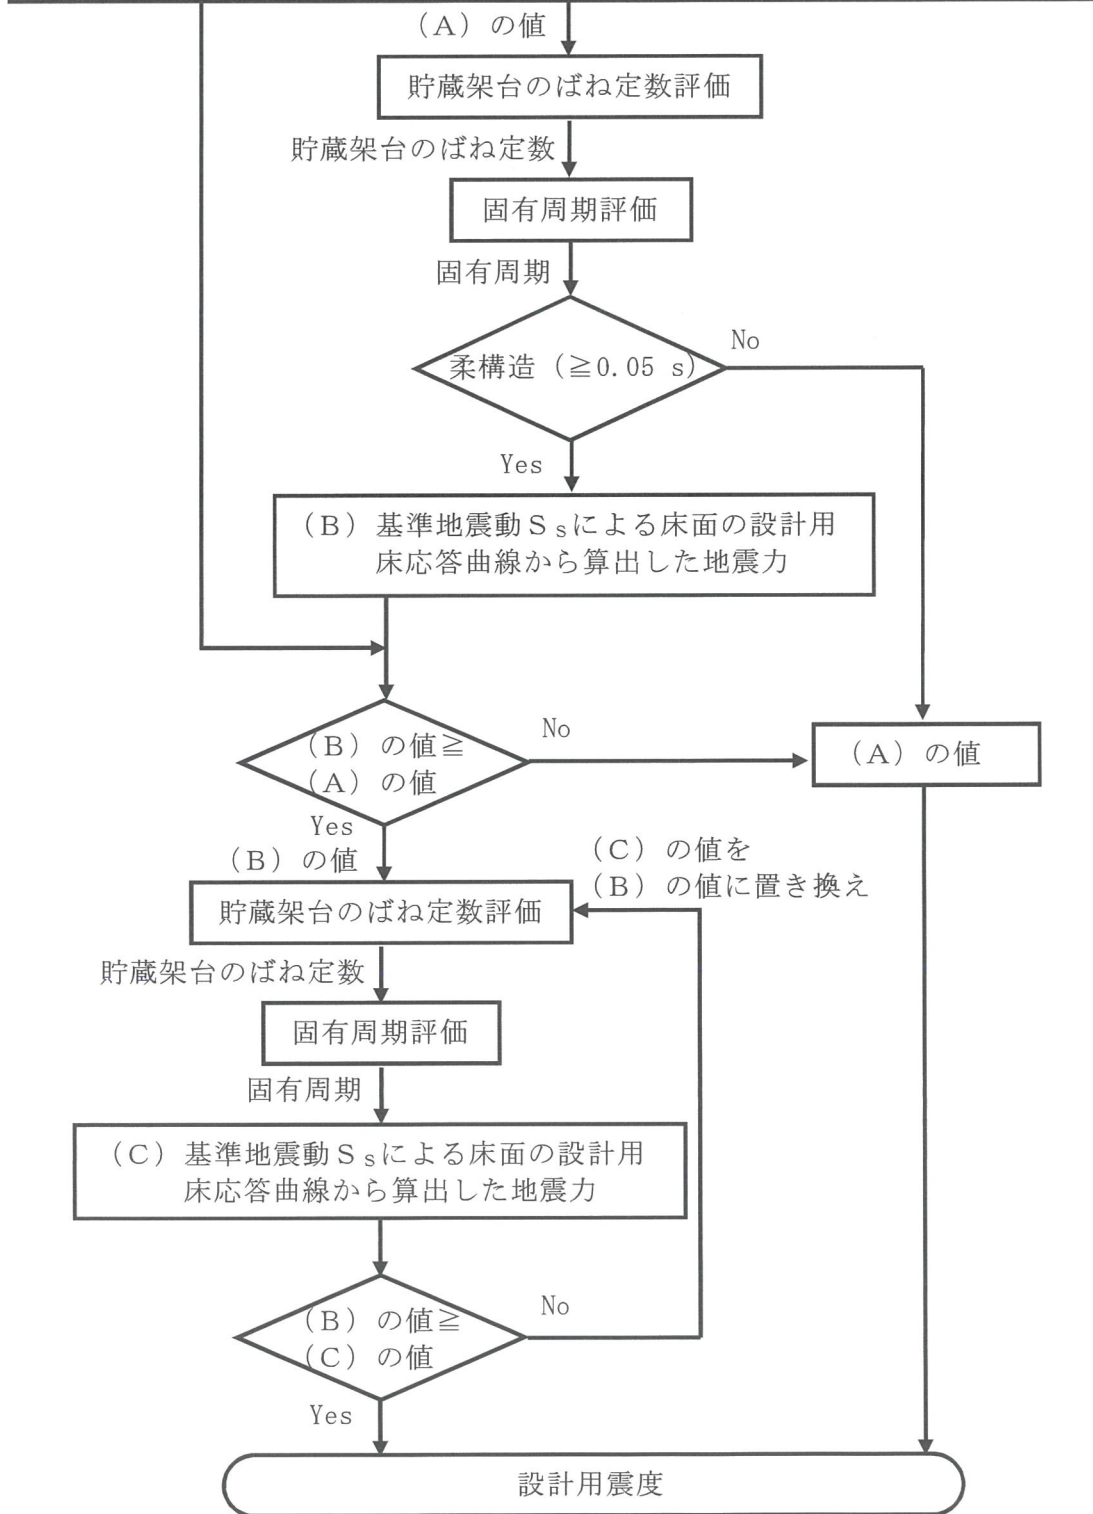 （A）の値
貯蔵架台のばね定数評価
貯蔵架台のばね定数
固有周期評価
固有周期
柔構造（≧0.05 s）
No
Yes
（B）基準地震動Ｓsによる床面の設計用
床応答曲線から算出した地震力
（B）の値≧
（A）の値
No
（A）の値
Yes
（B）の値
（C）の値を
（B）の値に置き換え
貯蔵架台のばね定数評価
貯蔵架台のばね定数
固有周期評価
固有周期
（C）基準地震動Ｓsによる床面の設計用
床応答曲線から算出した地震力
（B）の値≧
（C）の値
No
Yes
設計用震度